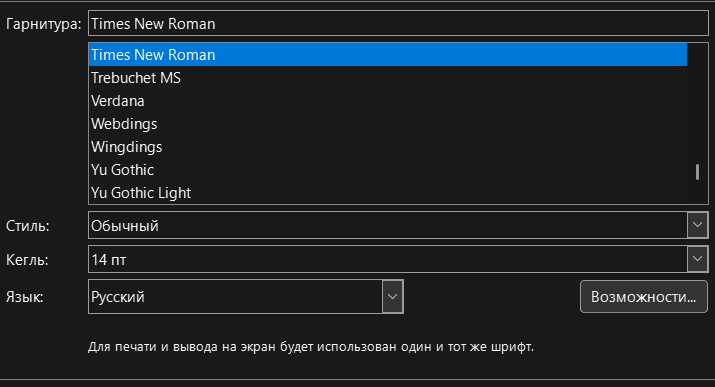 Гарнитура: Times New Roman
Times New Roman
Trebuchet MS
Verdana
Webdings
Wingdings
Yu Gothic
Yu Gothic Light
Стиль: Обычный
Кегль: 14 пт
Язык: Русский Возможности...
Для печати и вывода на экран будет использован один и тот же шрифт.